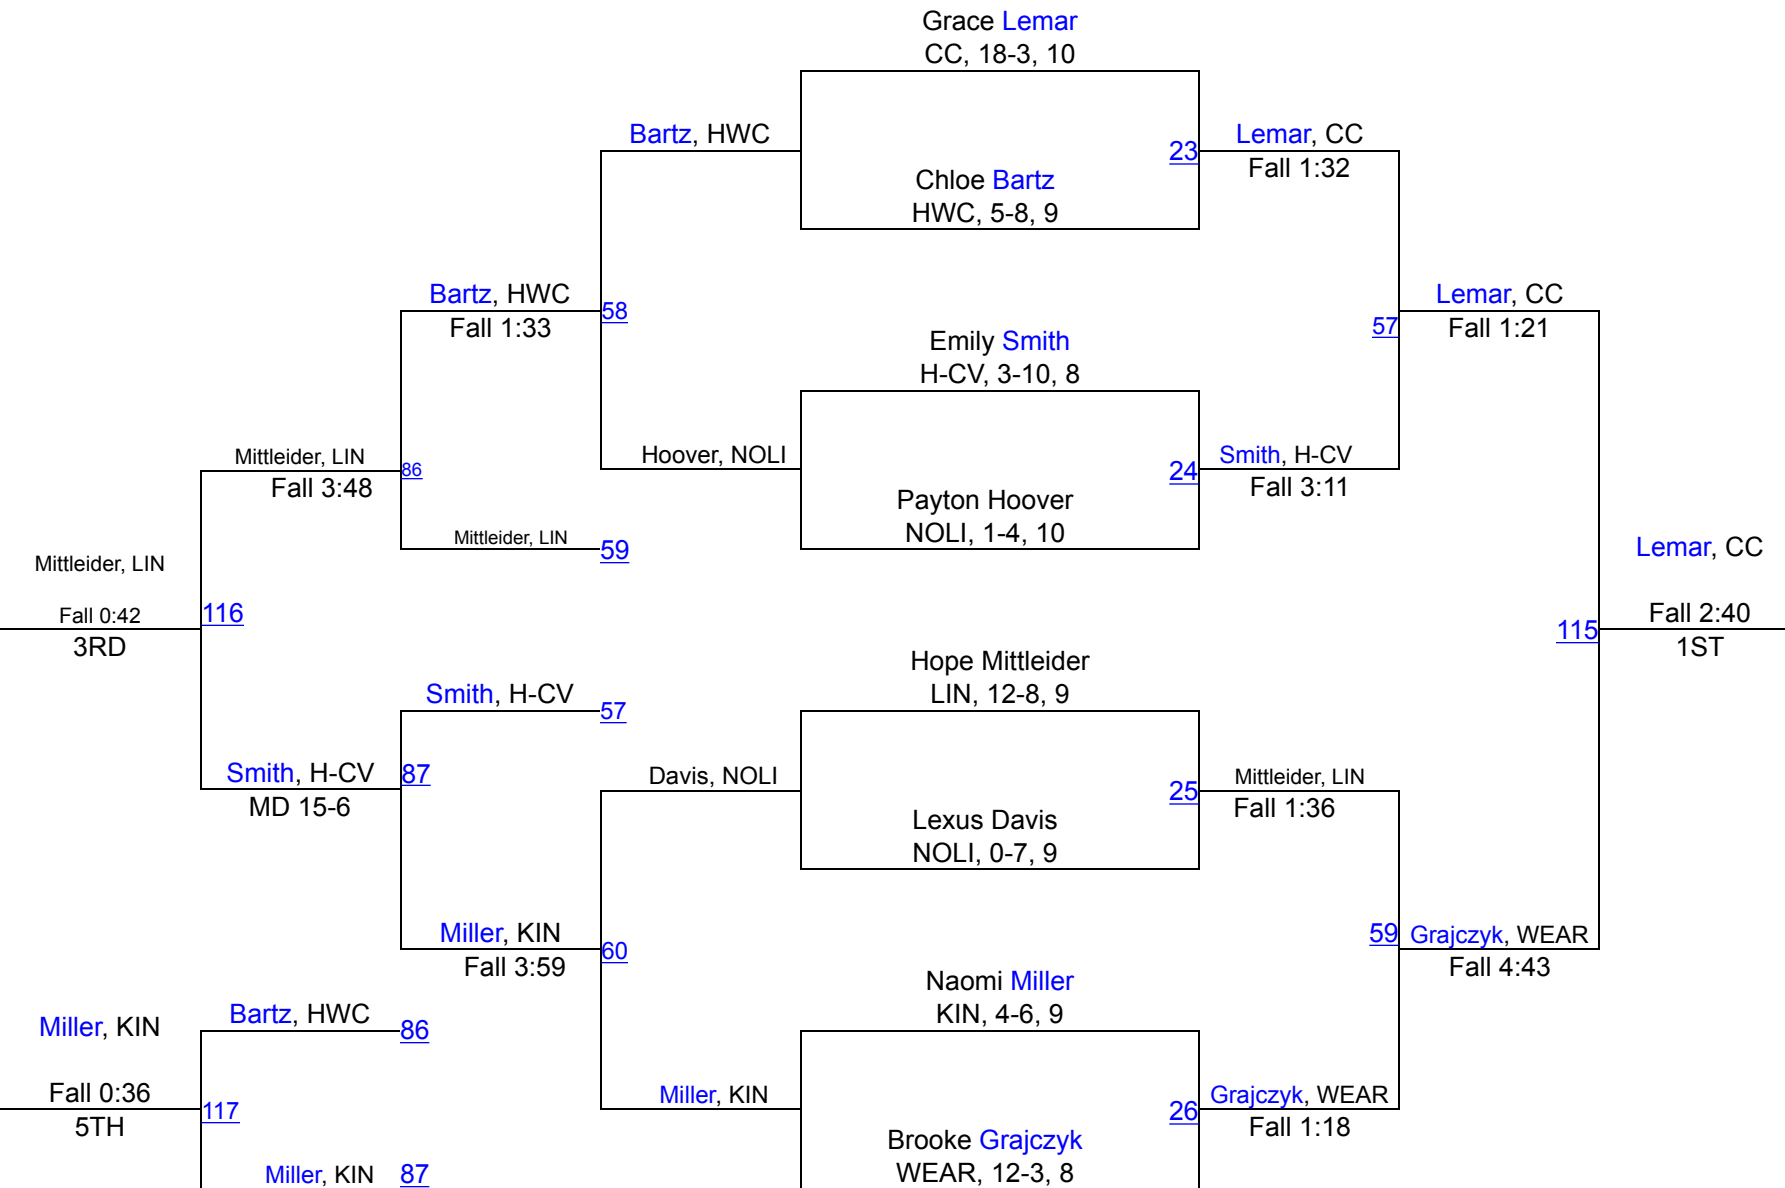 Grace Lemar
CC, 18-3, 10
Bartz, HWC
23
Lemar, CC
Fall 1:32
Chloe Bartz
HWC, 5-8, 9
Bartz, HWC
Fall 1:33
58
Lemar, CC
Fall 1:21
57
Emily Smith
H-CV, 3-10, 8
Mittleider, LIN
Fall 3:48
86
Hoover, NOLI
24
Smith, H-CV
Fall 3:11
Payton Hoover
NOLI, 1-4, 10
Mittleider, LIN
59
Mittleider, LIN
Fall 0:42
3RD
116
Lemar, CC
Fall 2:40
1ST
115
Hope Mittleider
LIN, 12-8, 9
Smith, H-CV
57
Smith, H-CV
MD 15-6
87
Davis, NOLI
25
Mittleider, LIN
Fall 1:36
Lexus Davis
NOLI, 0-7, 9
Miller, KIN
Fall 3:59
60
59
Grajczyk, WEAR
Fall 4:43
Naomi Miller
KIN, 4-6, 9
Miller, KIN
Fall 0:36
5TH
Bartz, HWC
86
117
Miller, KIN
26
Grajczyk, WEAR
Fall 1:18
Brooke Grajczyk
WEAR, 12-3, 8
Miller, KIN
87